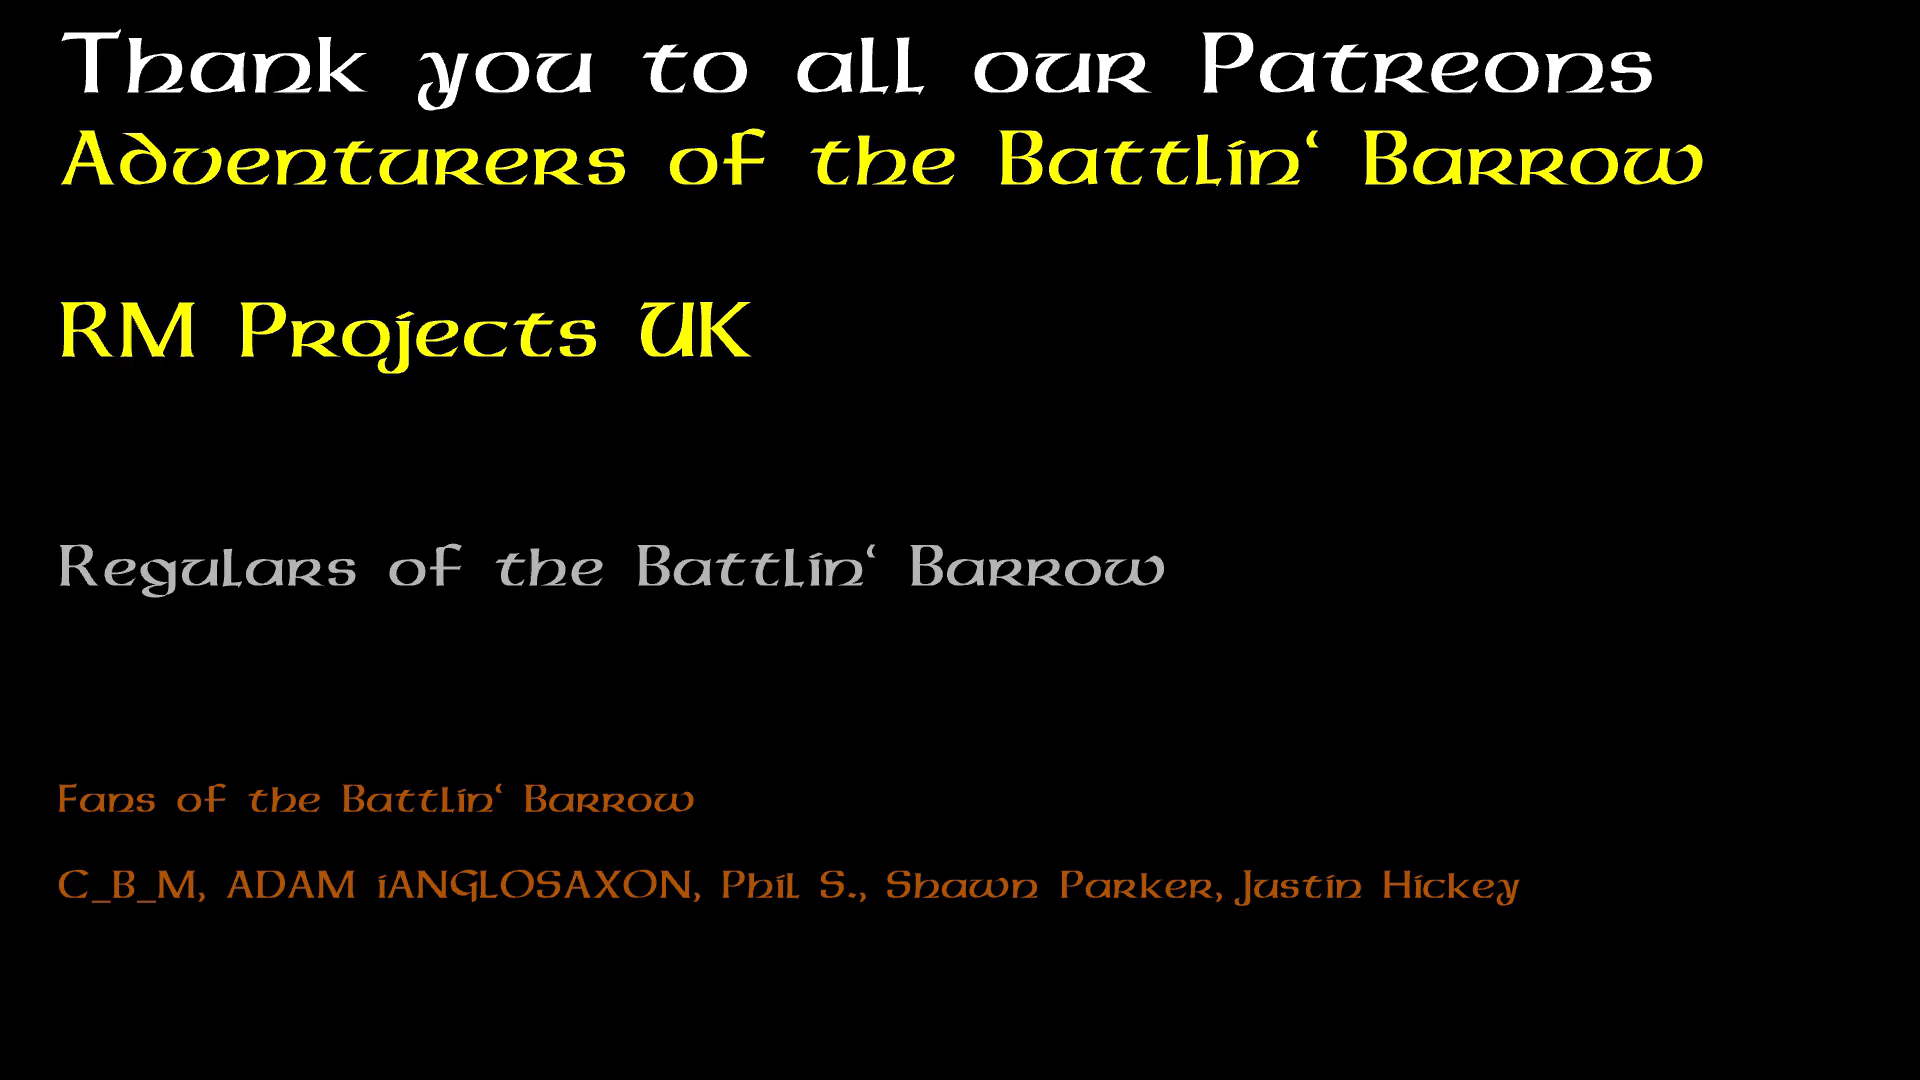 Thank you to all our Patreons
Adventurers of the Battlin‘ Barrow
RM Projects UK
Regulars of the Battlin‘ Barrow
Fans of the Battlin‘ Barrow
C_B_M, ADAM iANGLOSAXON, Phil S., Shawn Parker, Justin Hickey